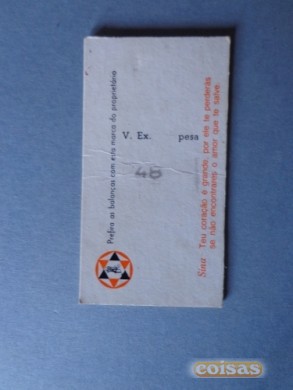 Prefira as balanças com esta marca do proprietário
V. Ex. pesa
48
Sina Teu coração é grande, por ele te perderás
se não encontrares o amor que te salve.
coisas